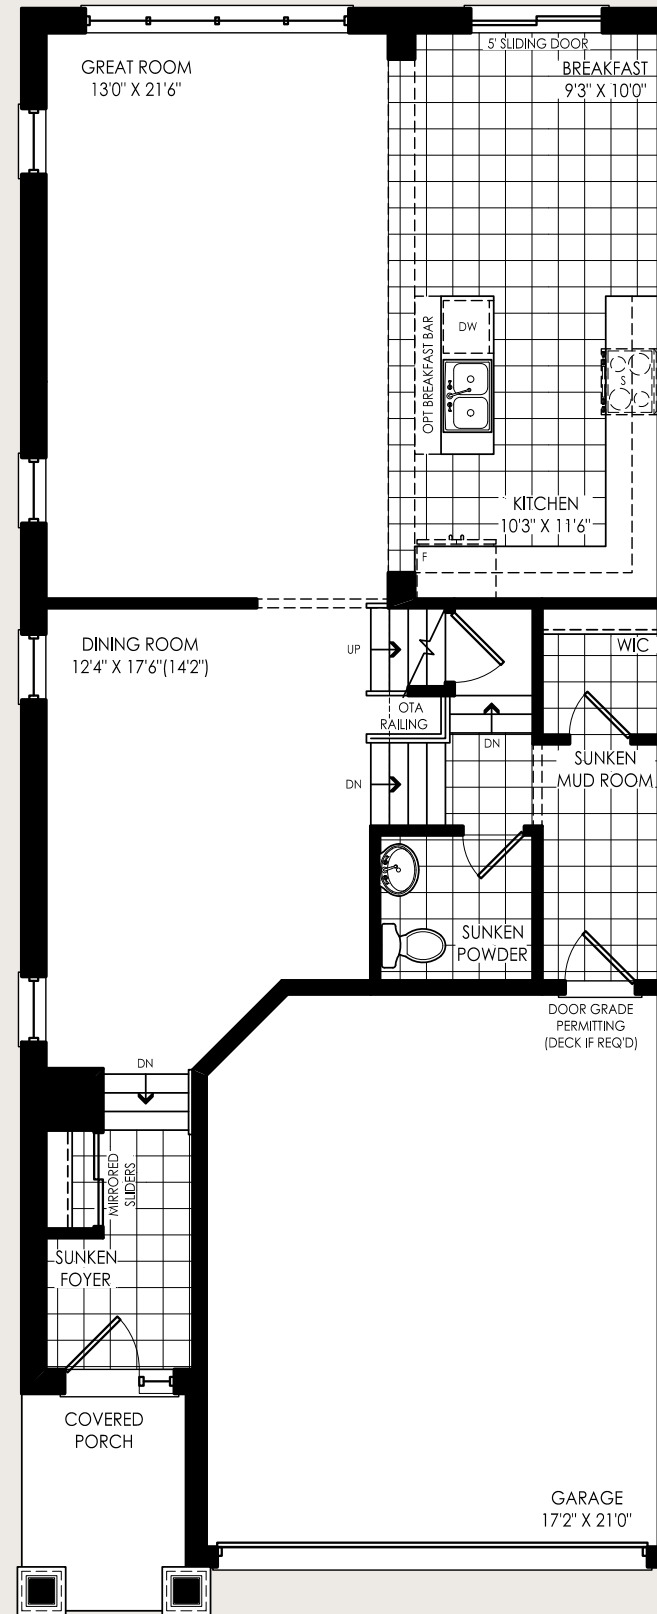 5' SLIDING DOOR
GREAT ROOM
13'0" X 21'6"
BREAKFAST
9'3" X 10'0"
DW
OPT BREAKFAST BAR
S
KITCHEN
10'3" X 11'6"
F
DINING ROOM
12'4" X 17'6"(14'2")
UP
WIC
OTA
RAILING
DN
SUNKEN
MUD ROOM
DN
SUNKEN
POWDER
DOOR GRADE
PERMITTING
(DECK IF REQ'D)
DN
MIRRORED
SLIDERS
SUNKEN
FOYER
COVERED
PORCH
GARAGE
17'2" X 21'0"